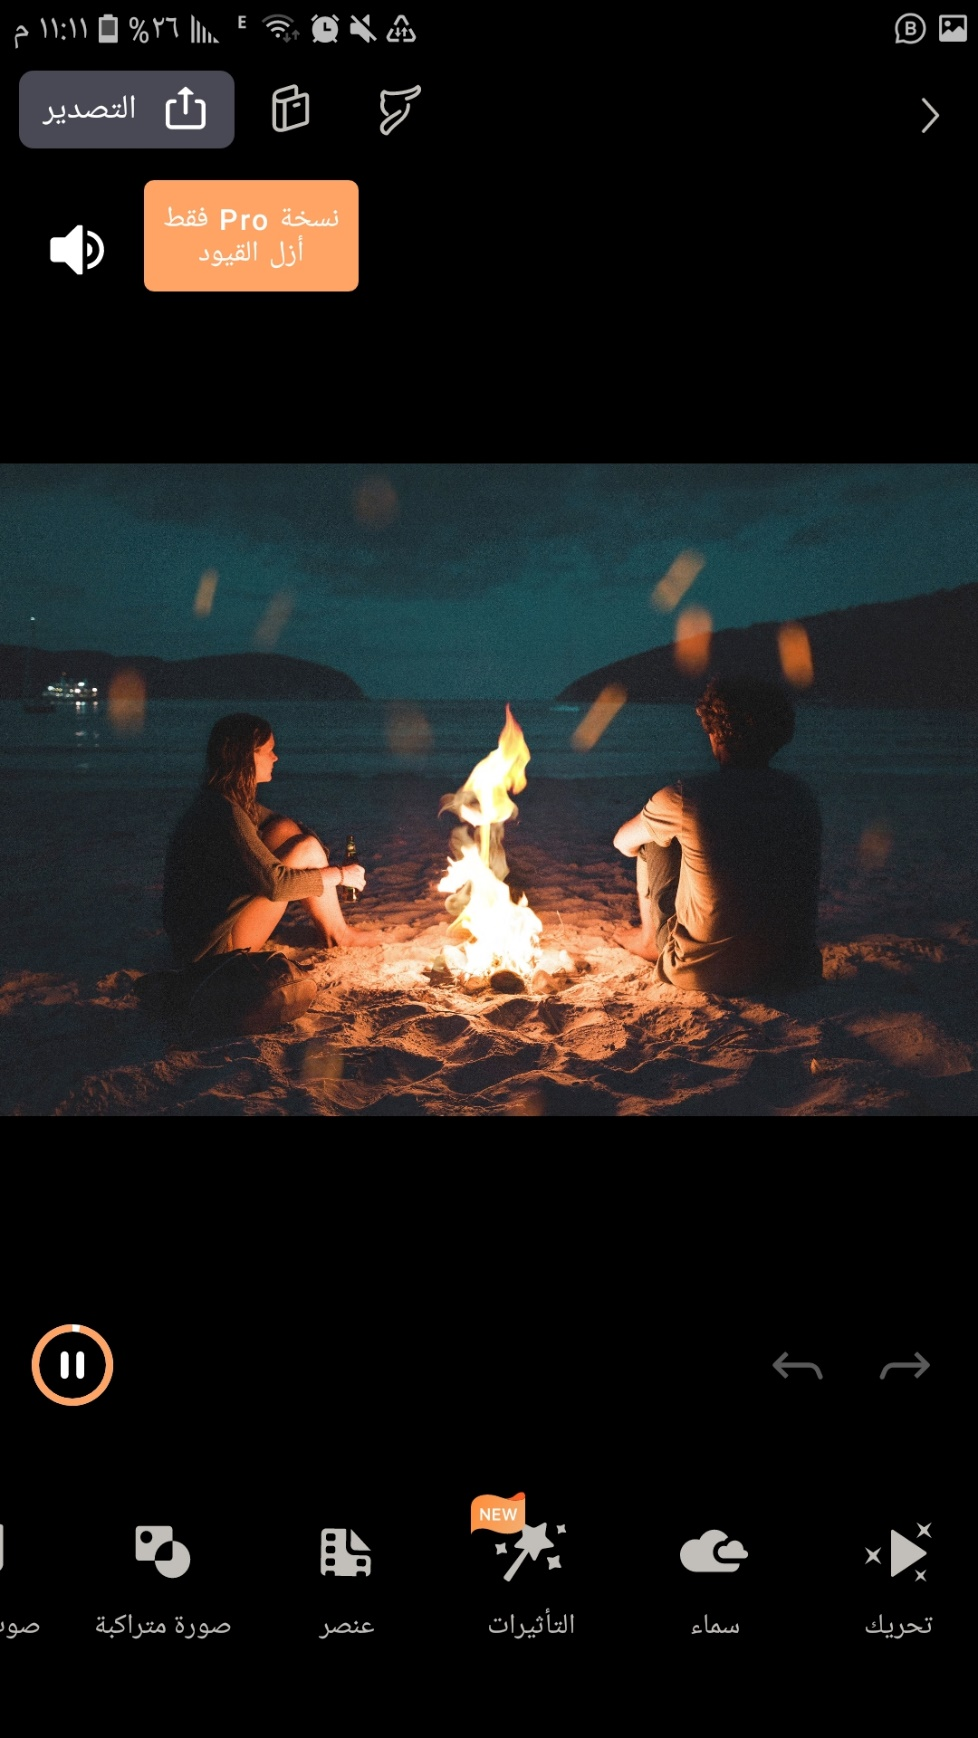 ١١:١١ م
%٢٦
E
B
التصدير
نسخة Pro فقط
أزل القيود
NEW
تحريك
سماء
التأثيرات
عنصر
صورة متراكبة